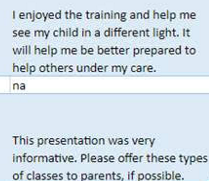 I enjoyed the training and help me
see my child in a different light. It
will help me be better prepared to
help others under my care.
na
This presentation was very
informative. Please offer these types
of classes to parents, if possible.